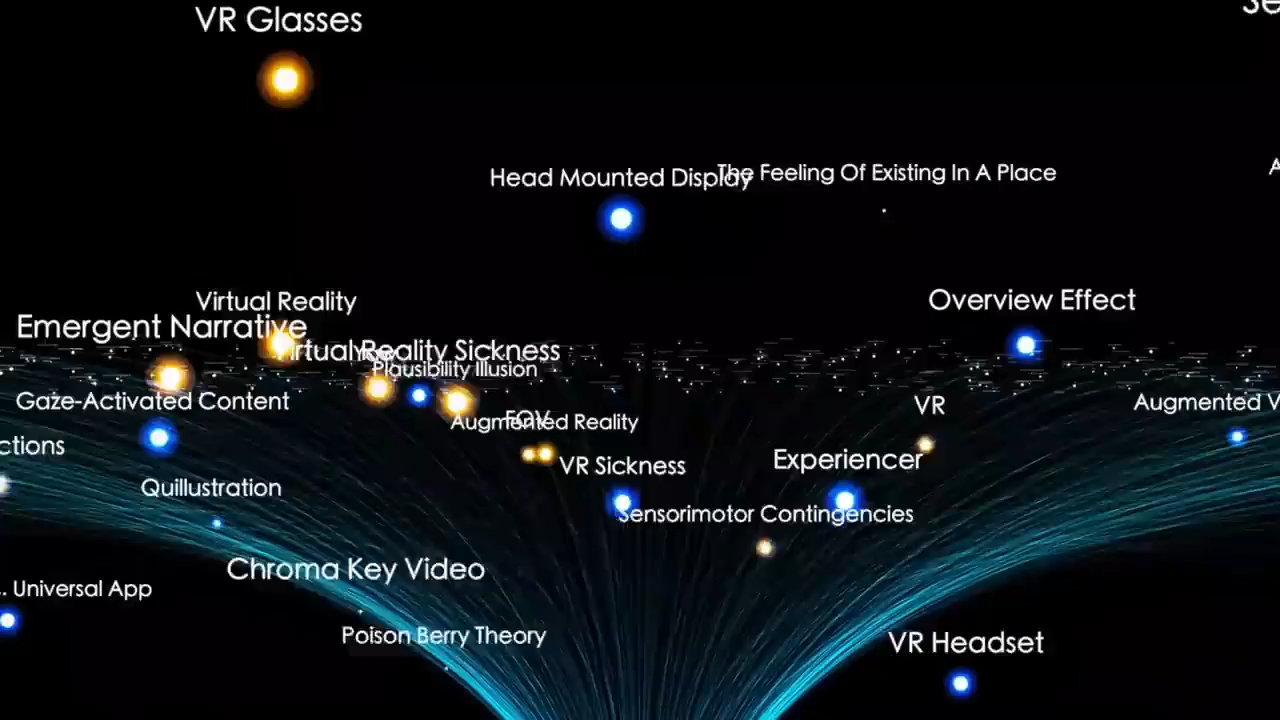 VR Glasses
Head Mounted Display
The Feeling Of Existing In A Place
Virtual Reality
Overview Effect
Emergent Narrative
Virtual Reality Sickness
Plausibility Illusion
Gaze-Activated Content
Augmented V
VR
FOV
Augmented Reality
ctions
VR Sickness
Experiencer
Quillustration
Sensorimotor Contingencies
Chroma Key Video
.. Universal App
Poison Berry Theory
VR Headset